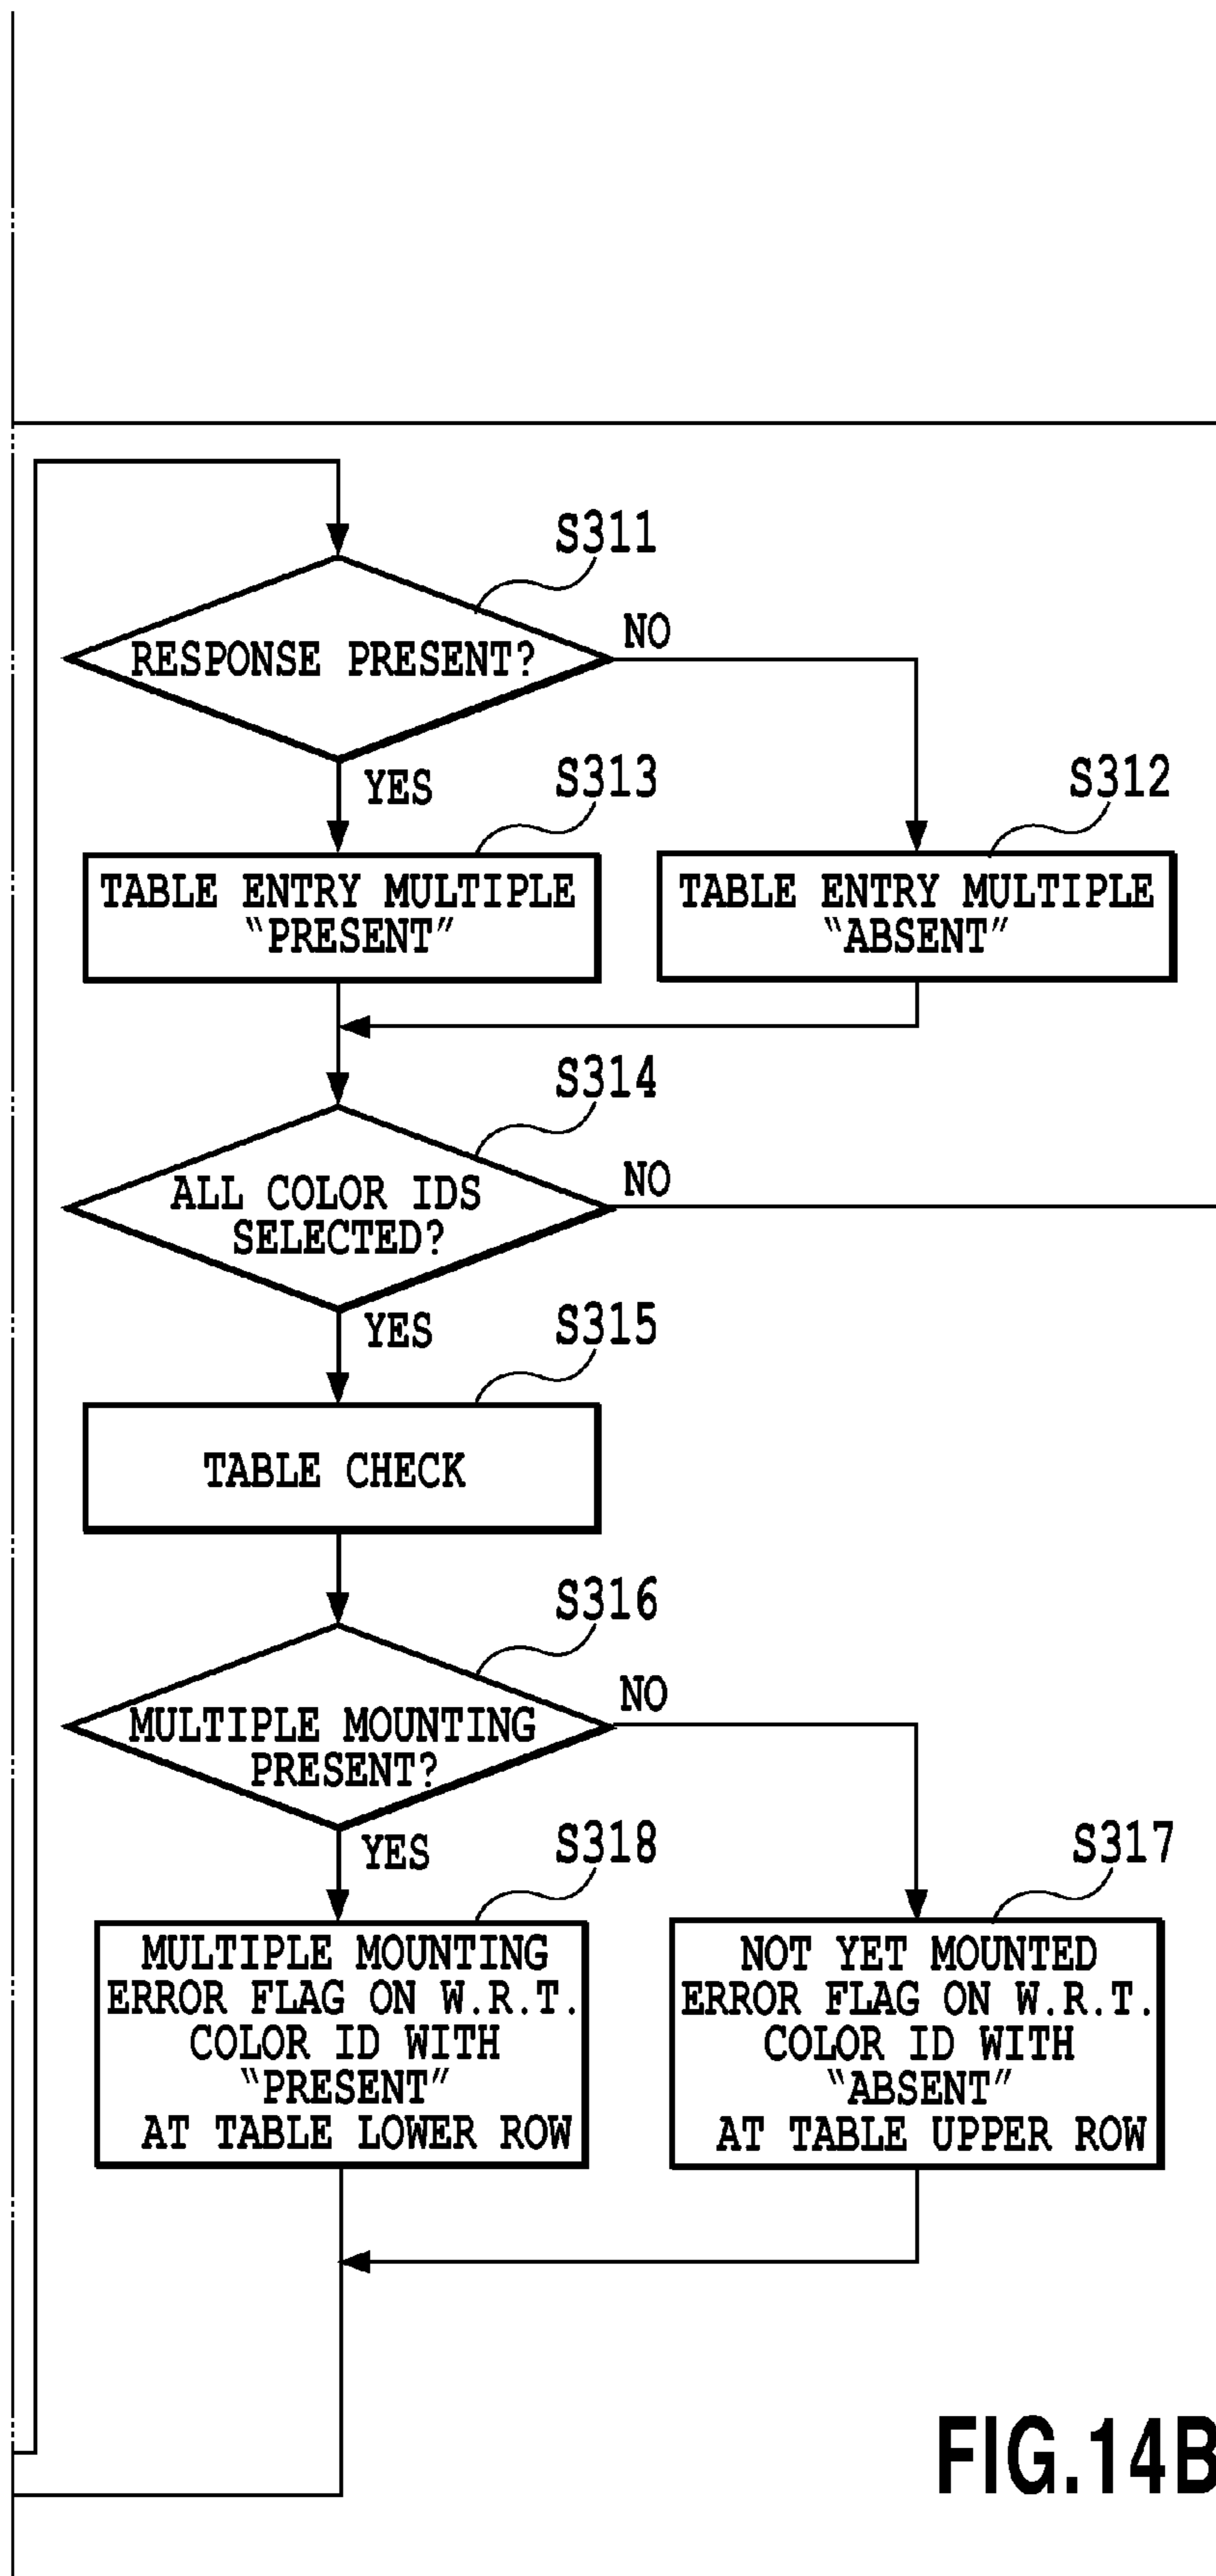 S311
RESPONSE PRESENT?
NO
YES
S313
TABLE ENTRY MULTIPLE
“PRESENT”
S312
TABLE ENTRY MULTIPLE
“ABSENT”
S314
ALL COLOR IDS
SELECTED?
NO
YES
S315
TABLE CHECK
S316
MULTIPLE MOUNTING
PRESENT?
NO
YES
S318
MULTIPLE MOUNTING
ERROR FLAG ON W.R.T.
COLOR ID WITH
“PRESENT”
AT TABLE LOWER ROW
S317
NOT YET MOUNTED
ERROR FLAG ON W.R.T.
COLOR ID WITH
“ABSENT”
AT TABLE UPPER ROW
FIG.14B